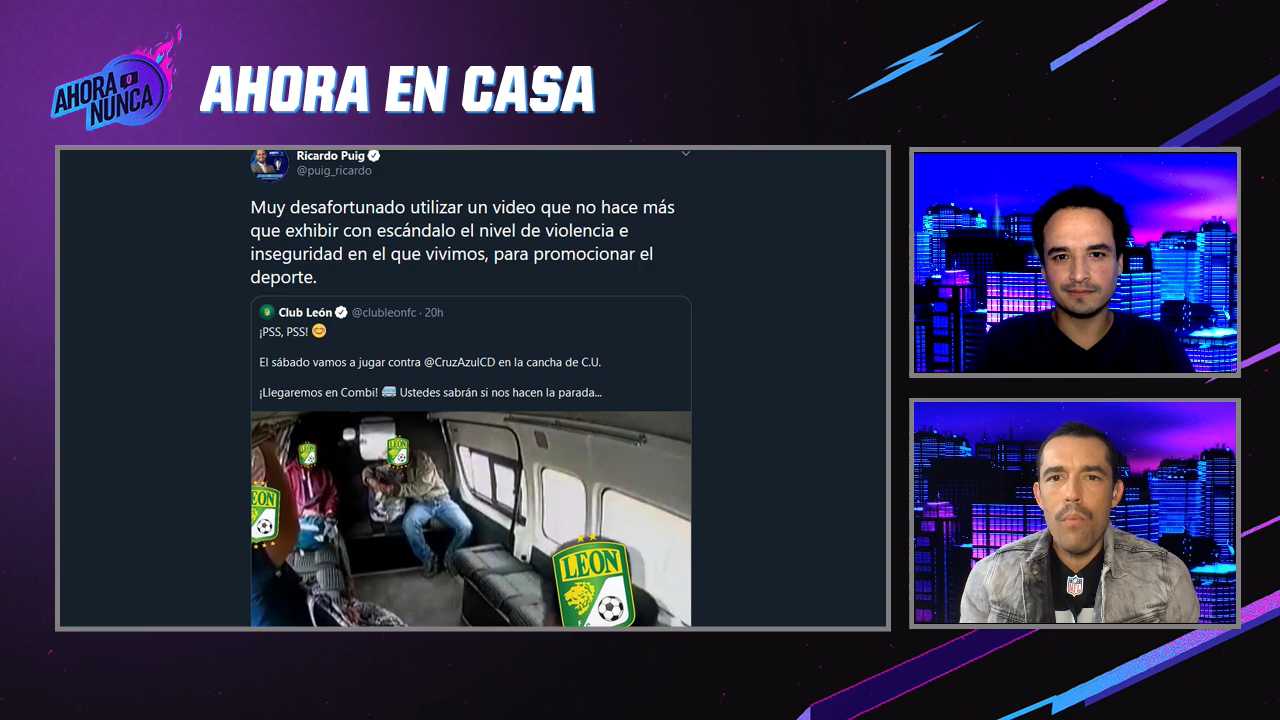 AHORA O
NUNCA
AHORA EN CASA
Ricardo Puig
@puig_ricardo
Muy desafortunado utilizar un video que no hace más
que exhibir con escándalo el nivel de violencia e
inseguridad en el que vivimos, para promocionar el
deporte.
Club León @clubleonfc · 20h
¡PSS, PSS! 😊
El sábado vamos a jugar contra @CruzAzulCD en la cancha de C.U.
¡Llegaremos en Combi! 🚐 Ustedes sabrán si nos hacen la parada...
LEON
LEON
EON
LEON
F. C.
NFL